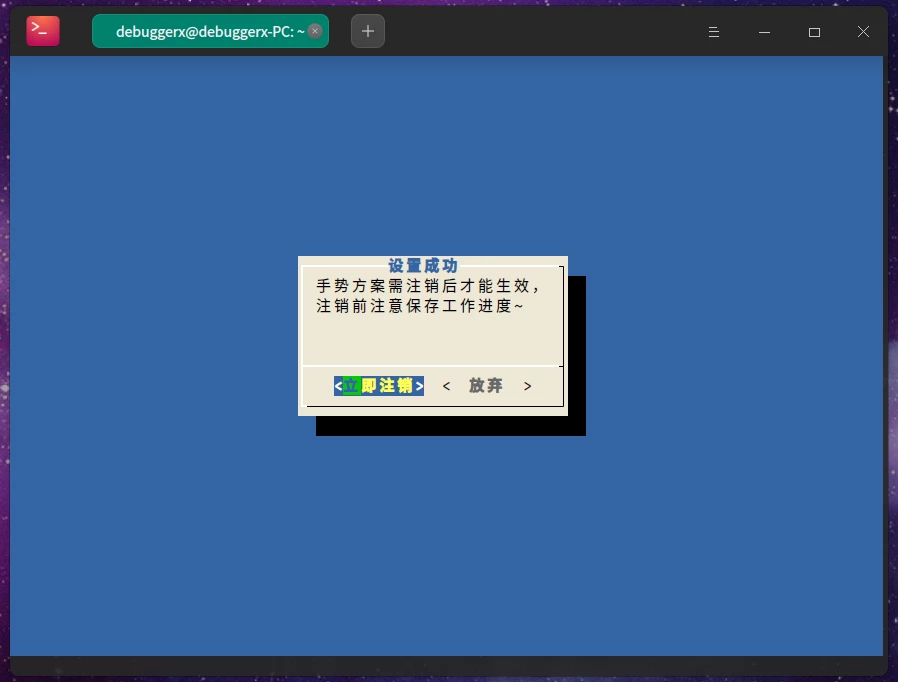 debuggerx@debuggerx-PC: ~
设置成功
手势方案需注销后才能生效，
注销前注意保存工作进度~
<立即注销> < 放弃 >